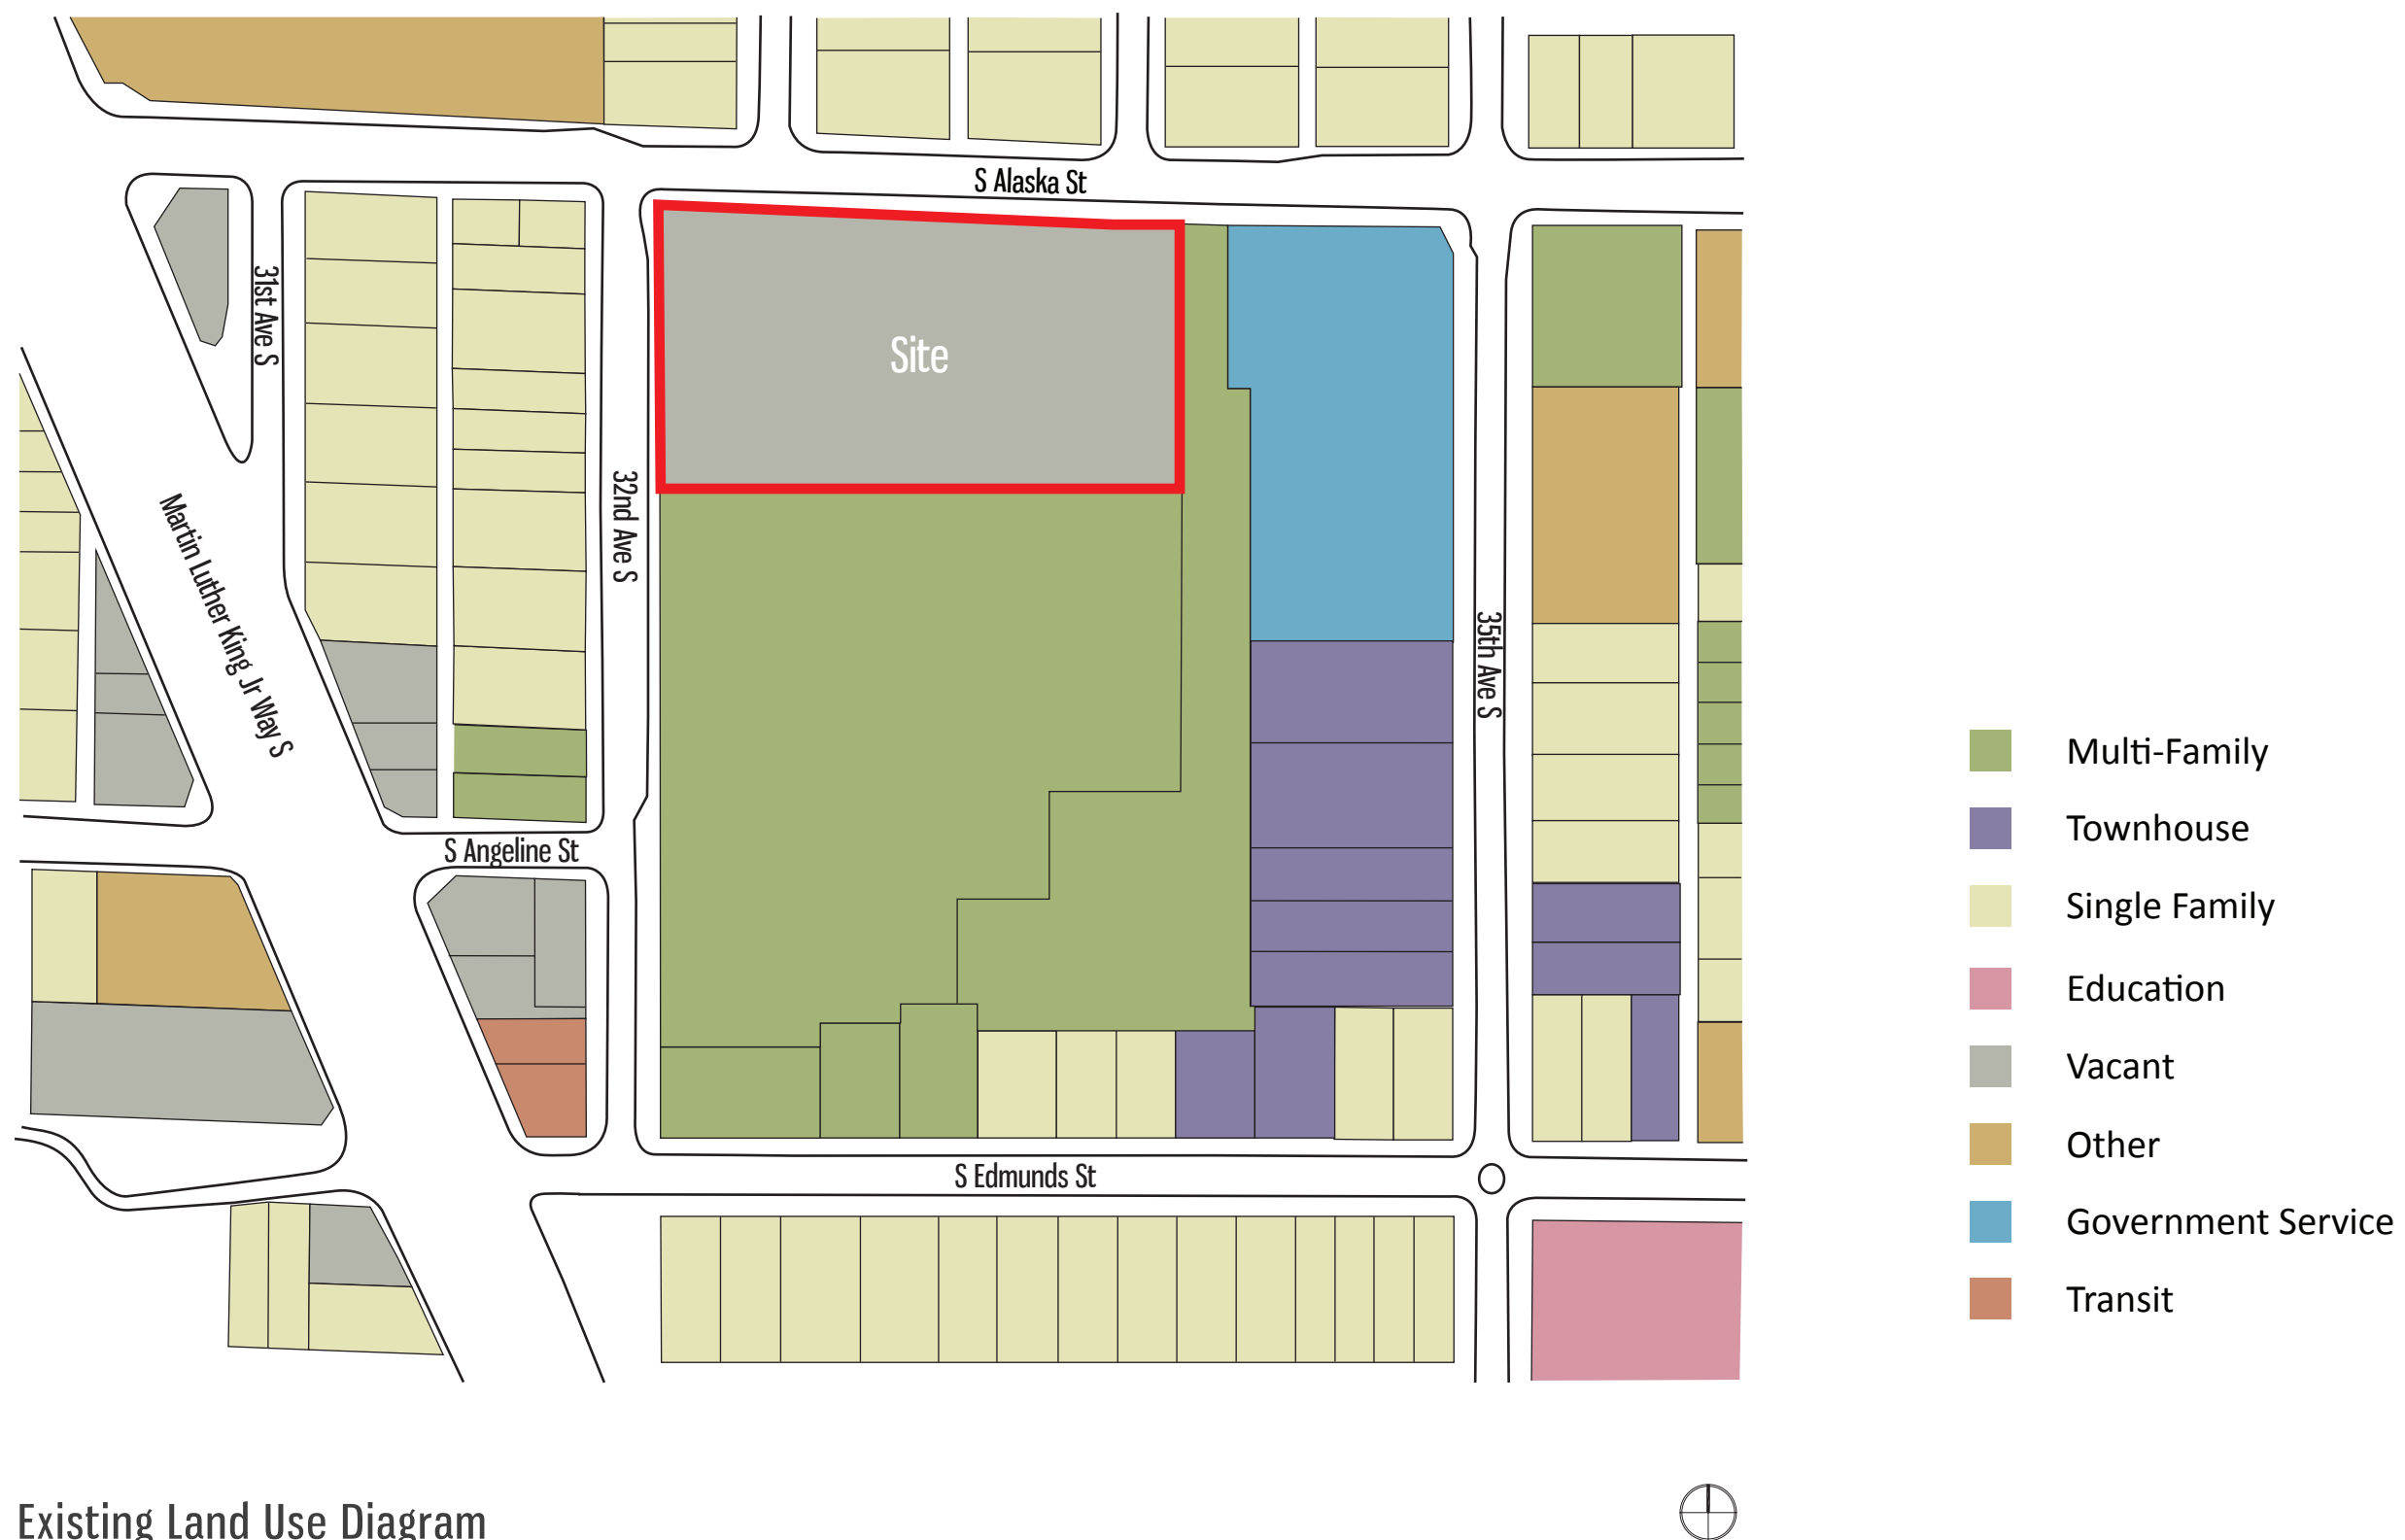 S Alaska St
31st Ave S
Site
32nd Ave S
Martin Luther King Jr Way S
35th Ave S
S Angeline St
S Edmunds St
Multi-Family
Townhouse
Single Family
Education
Vacant
Other
Government Service
Transit
Existing Land Use Diagram